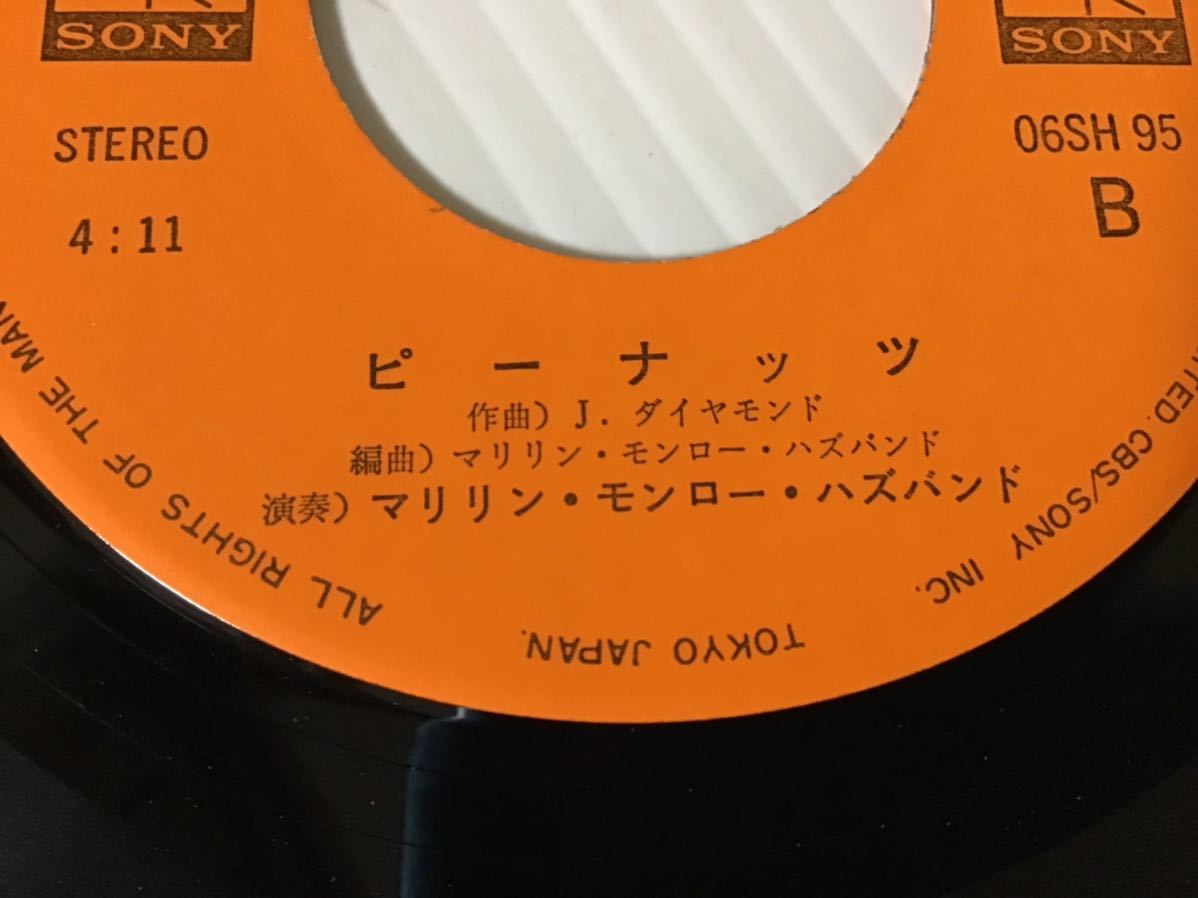 SONY
SONY
STEREO
06SH 95
4:11
B
ピーナッツ
作曲）J. ダイヤモンド
編曲）マリリン・モンロー・ハズバンド
演奏）マリリン・モンロー・ハズバンド
ALL RIGHTS OF THE
CBS/SONY INC.
TOKYO JAPAN.